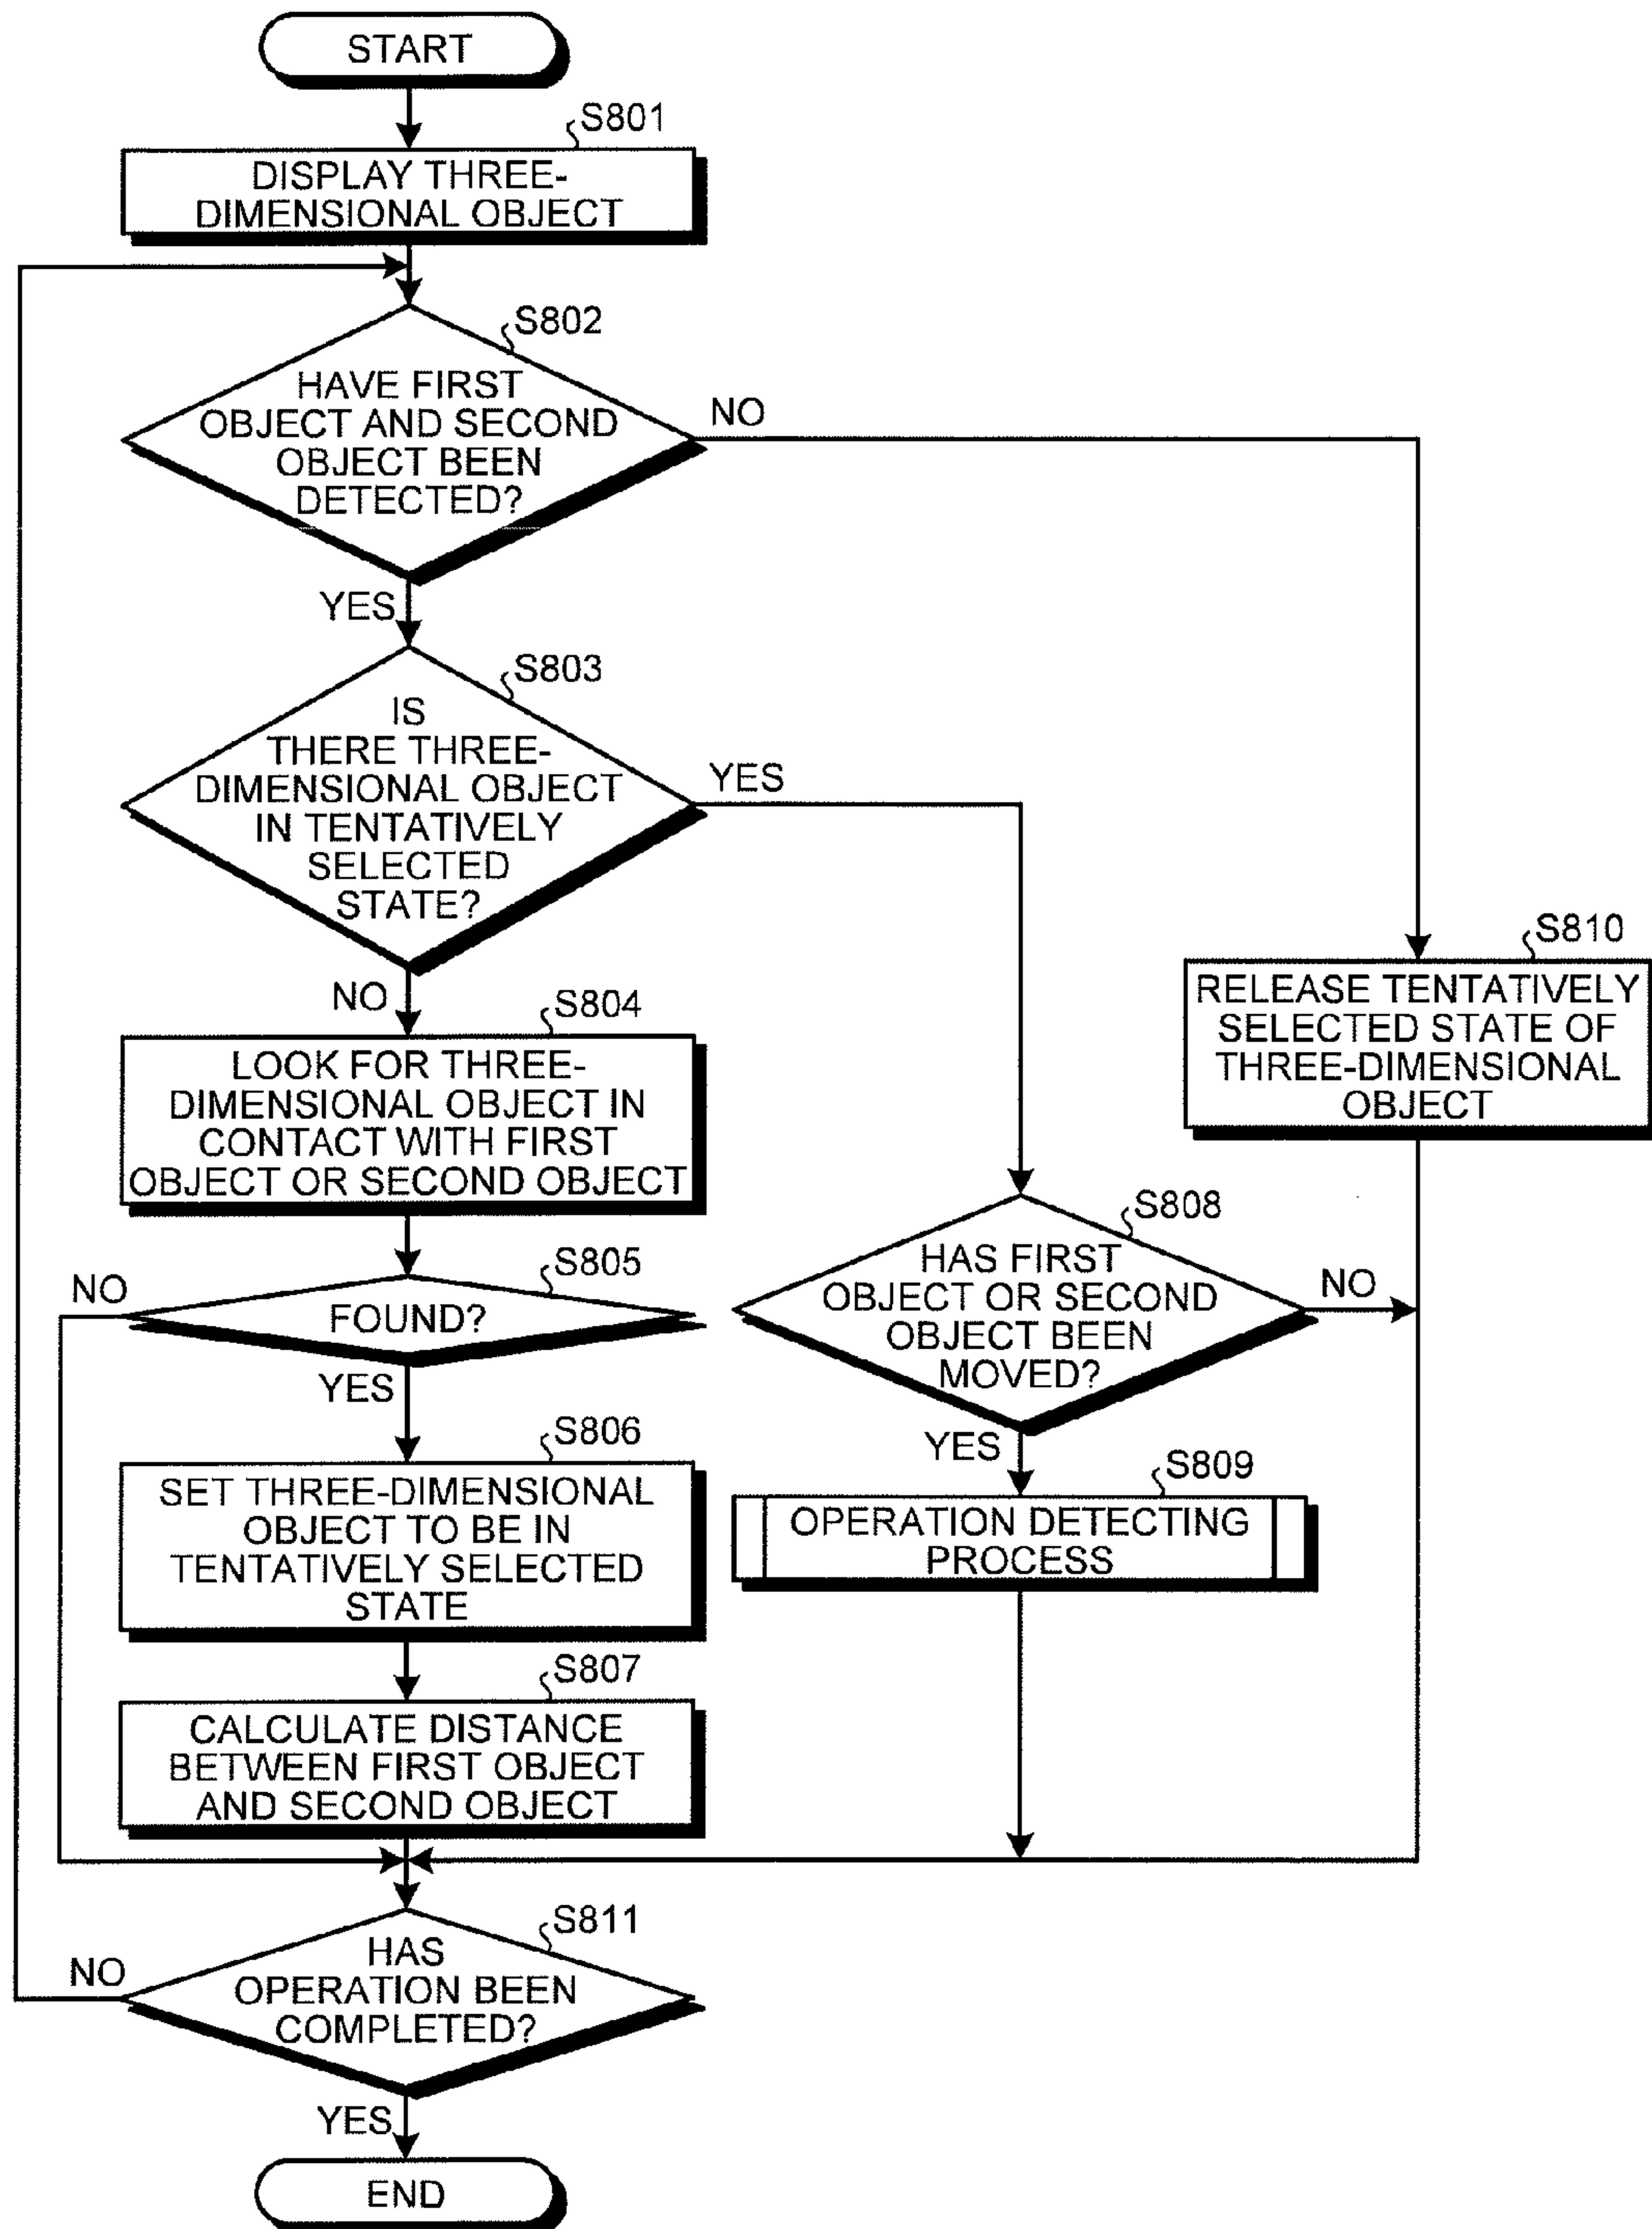 START
S801
DISPLAY THREE-
DIMENSIONAL OBJECT
S802
HAVE FIRST
OBJECT AND SECOND
OBJECT BEEN
DETECTED?
NO
YES
S803
IS
THERE THREE-
DIMENSIONAL OBJECT
IN TENTATIVELY
SELECTED
STATE?
YES
NO
S804
LOOK FOR THREE-
DIMENSIONAL OBJECT IN
CONTACT WITH FIRST
OBJECT OR SECOND OBJECT
S805
FOUND?
NO
YES
S806
SET THREE-DIMENSIONAL
OBJECT TO BE IN
TENTATIVELY SELECTED
STATE
S807
CALCULATE DISTANCE
BETWEEN FIRST OBJECT
AND SECOND OBJECT
S808
HAS FIRST
OBJECT OR SECOND
OBJECT BEEN
MOVED?
NO
YES
S809
OPERATION DETECTING
PROCESS
S810
RELEASE TENTATIVELY
SELECTED STATE OF
THREE-DIMENSIONAL
OBJECT
S811
HAS
OPERATION BEEN
COMPLETED?
NO
YES
END